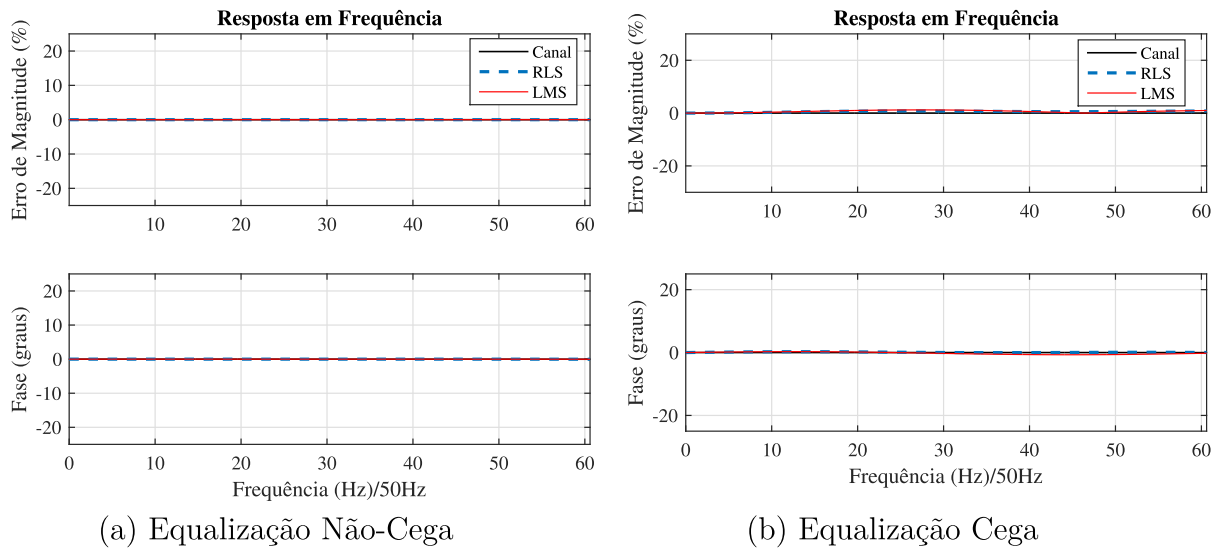 Resposta em Frequência
Erro de Magnitude (%)
20
10
0
-10
-20
Canal
RLS
LMS
10 20 30 40 50 60
Fase (graus)
20
10
0
-10
-20
0 10 20 30 40 50 60
Frequência (Hz)/50Hz
(a) Equalização Não-Cega
Resposta em Frequência
Erro de Magnitude (%)
20
0
-20
Canal
RLS
LMS
10 20 30 40 50 60
Fase (graus)
20
0
-20
0 10 20 30 40 50 60
Frequência (Hz)/50Hz
(b) Equalização Cega